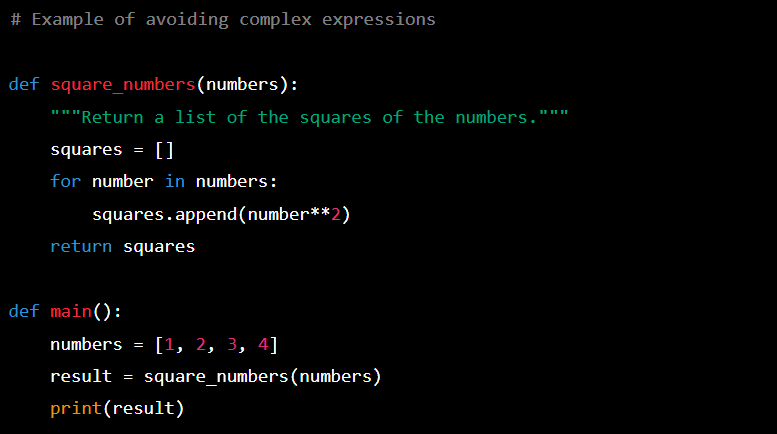 # Example of avoiding complex expressions
def square_numbers(numbers):
"""Return a list of the squares of the numbers."""
squares = []
for number in numbers:
squares.append(number**2)
return squares
def main():
numbers = [1, 2, 3, 4]
result = square_numbers(numbers)
print(result)